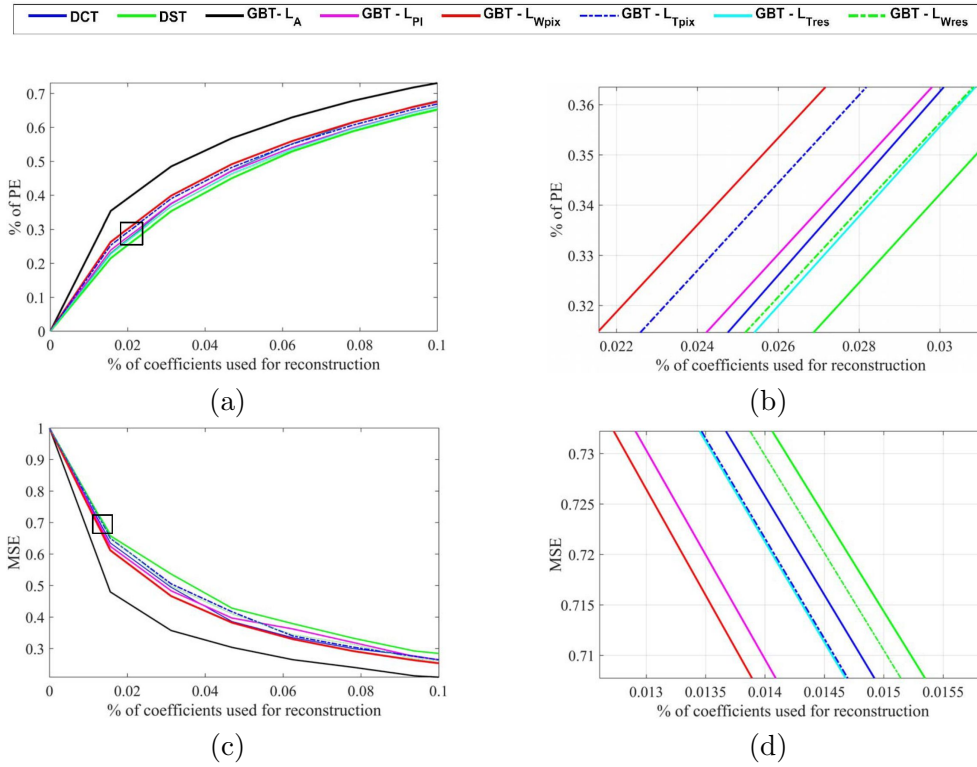 DCT DST GBT- L_A GBT - L_PI GBT - L_Wpix GBT - L_Tpix GBT - L_Tres GBT - L_Wres
% of PE
0.7
0.6
0.5
0.4
0.3
0.2
0.1
0
0 0.02 0.04 0.06 0.08 0.1
% of coefficients used for reconstruction
(a)
% of PE
0.36
0.35
0.34
0.33
0.32
0.022 0.024 0.026 0.028 0.03
% of coefficients used for reconstruction
(b)
MSE
1
0.9
0.8
0.7
0.6
0.5
0.4
0.3
0 0.02 0.04 0.06 0.08 0.1
% of coefficients used for reconstruction
(c)
MSE
0.73
0.725
0.72
0.715
0.71
0.013 0.0135 0.014 0.0145 0.015 0.0155
% of coefficients used for reconstruction
(d)